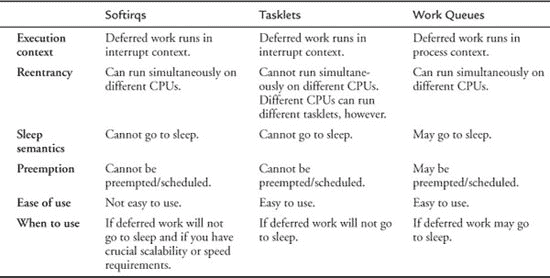 Softirqs Tasklets Work Queues
Execution Deferred work runs in Deferred work runs in Deferred work runs in
context interrupt context. interrupt context. process context.
Reentrancy Can run simultaneously on Cannot run simultane- Can run simultaneously on
different CPUs. ously on different CPUs. different CPUs.
Different CPUs can run
different tasklets, however.
Sleep Cannot go to sleep. Cannot go to sleep. May go to sleep.
semantics
Preemption Cannot be Cannot be May be
preempted/scheduled. preempted/scheduled. preempted/scheduled.
Ease of use Not easy to use. Easy to use. Easy to use.
When to use If deferred work will not If deferred work will not go If deferred work may go
go to sleep and if you have to sleep. to sleep.
crucial scalability or speed
requirements.